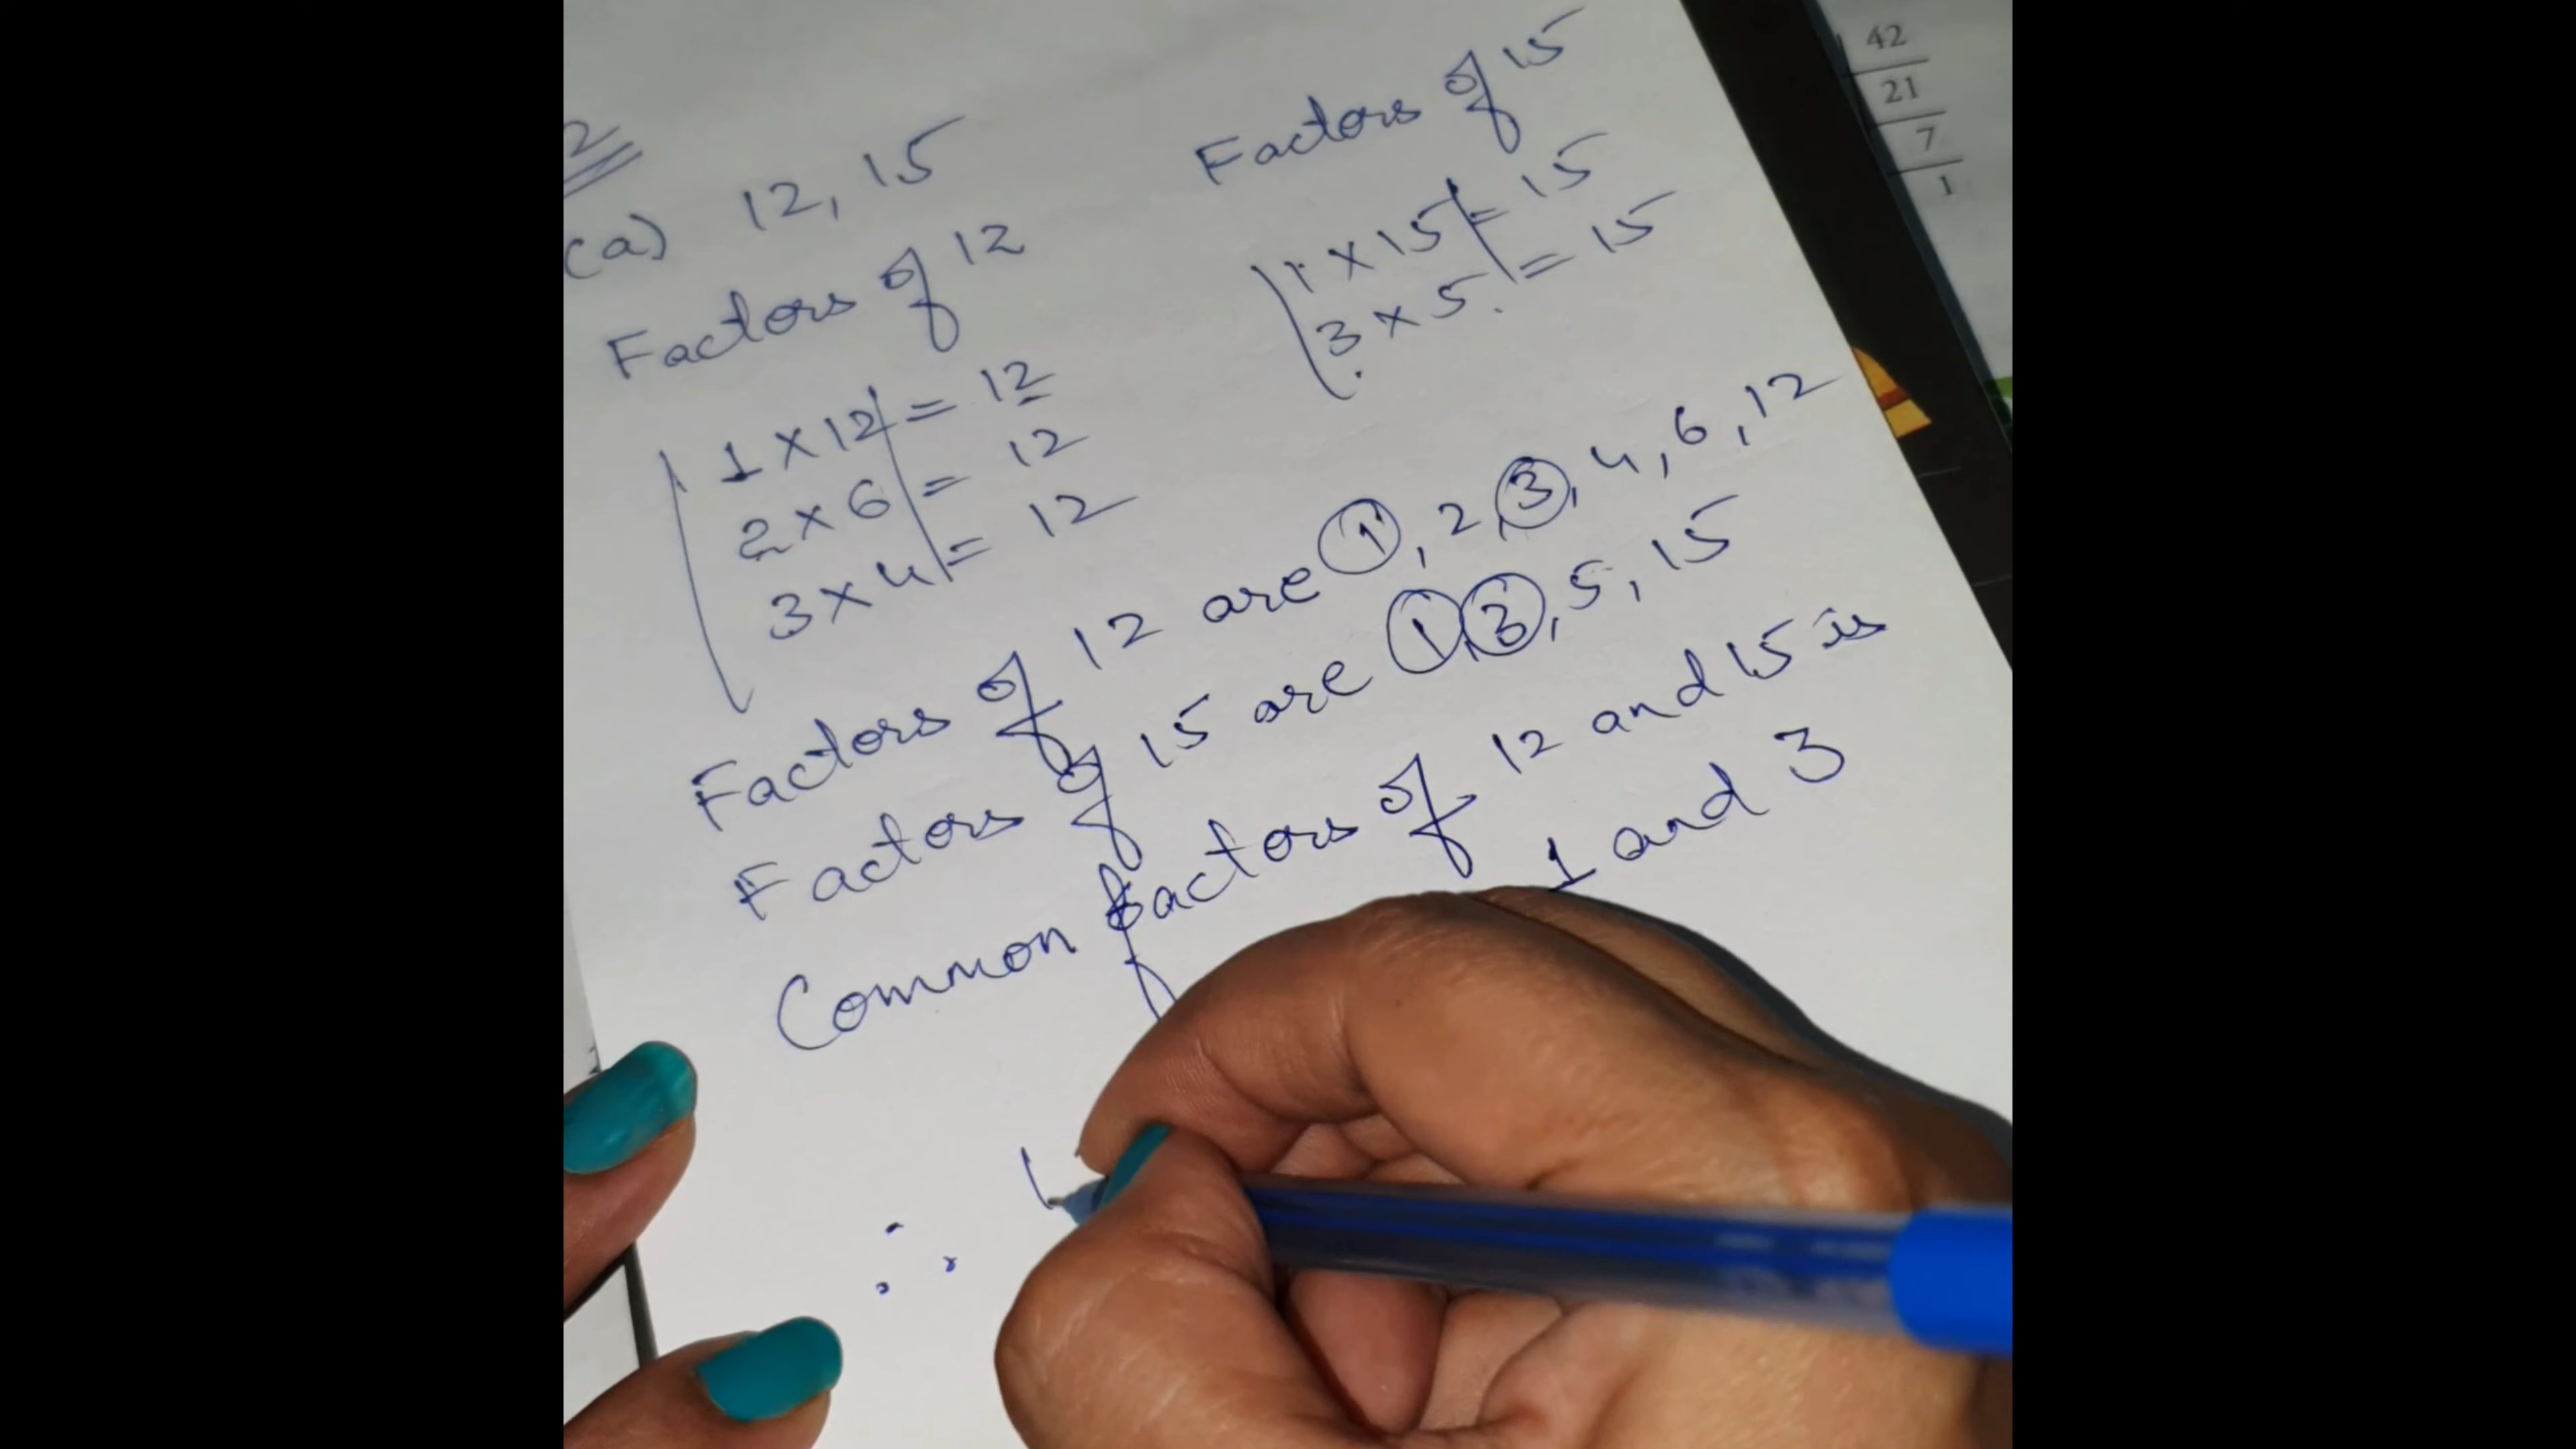 2
(a) 12, 15
Factors of 12
1 × 12 = 12
2 × 6 = 12
3 × 4 = 12
Factors of 15
1 × 15 = 15
3 × 5 = 15
Factors of 12 are 1, 2, 3, 4, 6, 12
Factors of 15 are 1, 3, 5, 15
Common factors of 12 and 15 is
1 and 3
∴
42
21
7
1